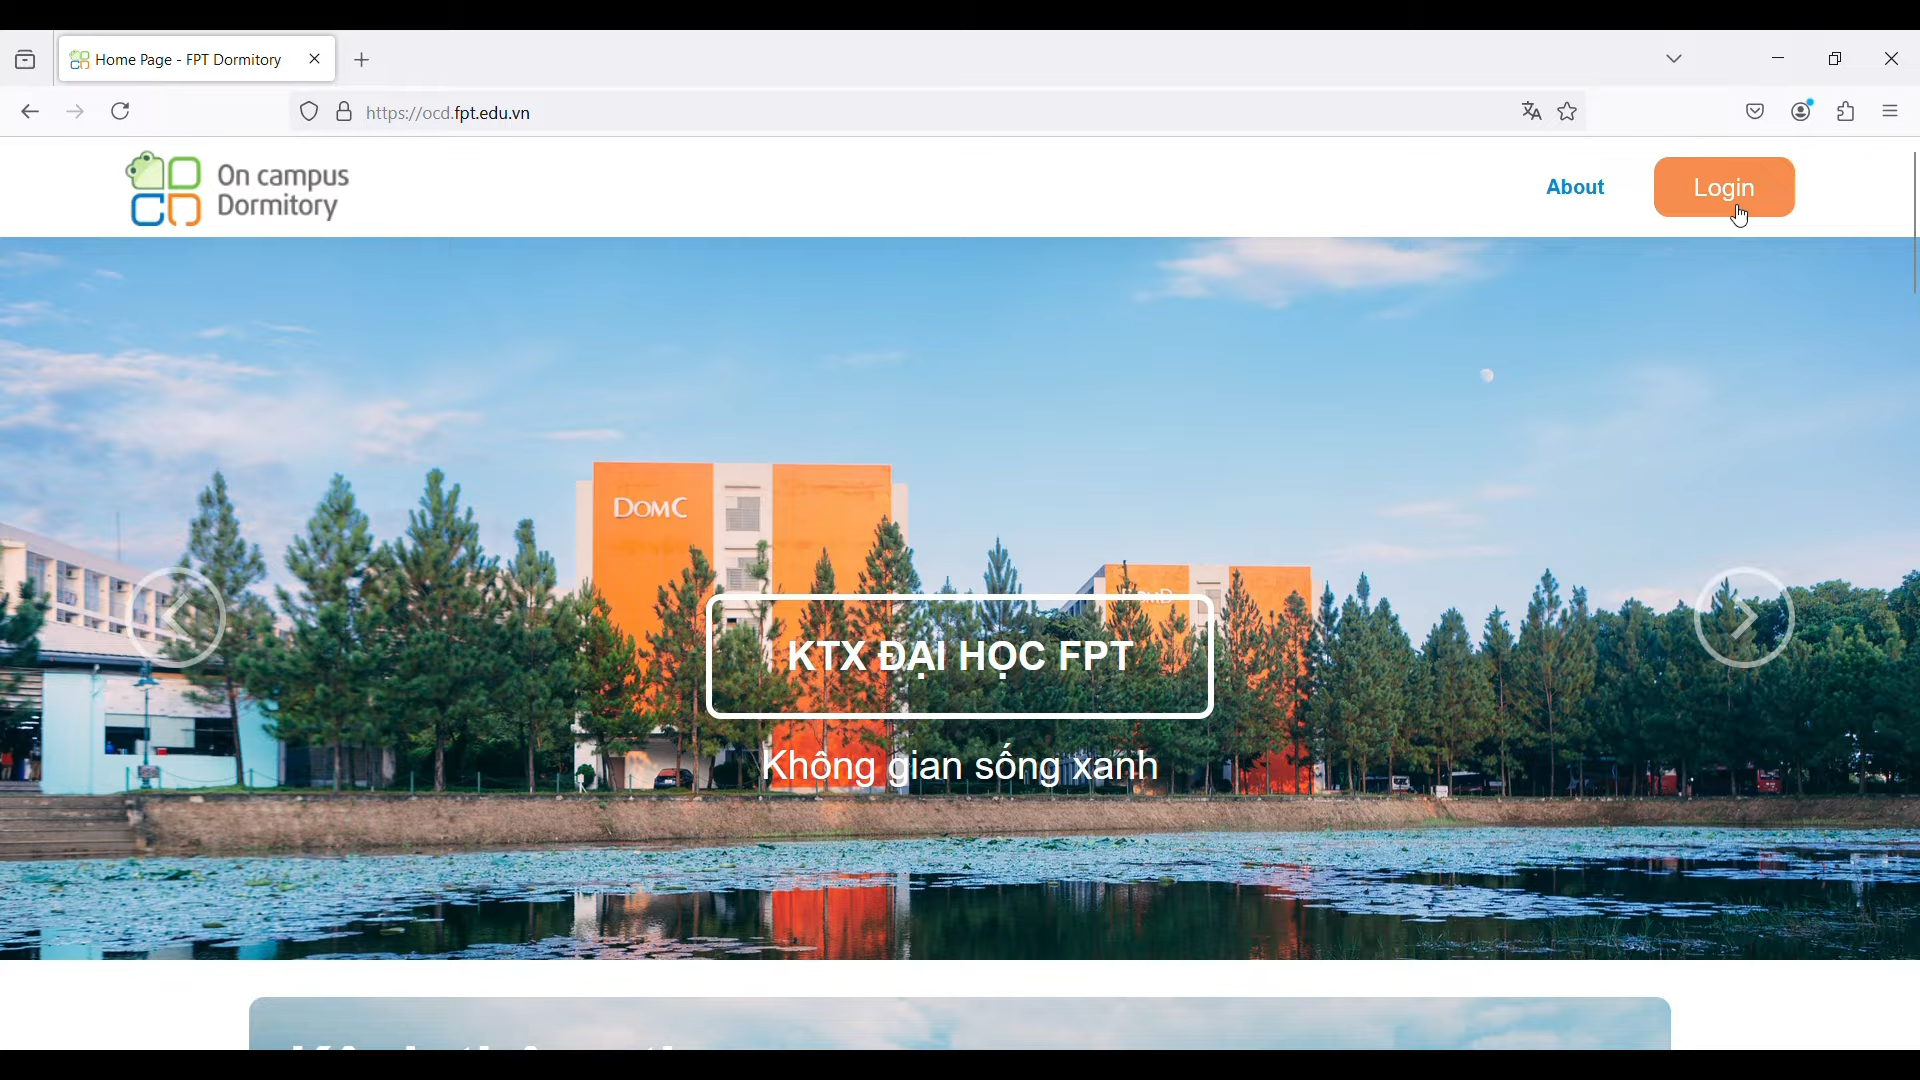 Home Page - FPT Dormitory
https://ocd.fpt.edu.vn
On campus
Dormitory
About
Login
DOMC
KTX ĐẠI HỌC FPT
Không gian sống xanh